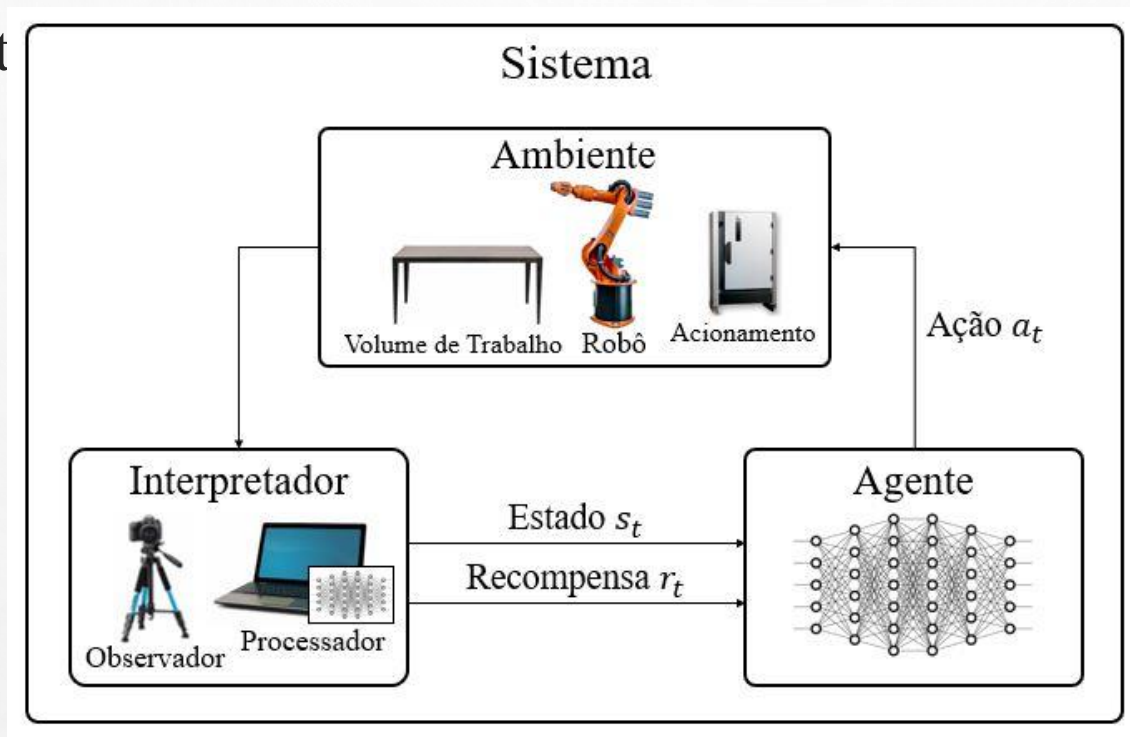 t
Sistema
Ambiente
Volume de Trabalho
Robô
Acionamento
Ação a_t
Interpretador
Observador
Processador
Estado s_t
Recompensa r_t
Agente